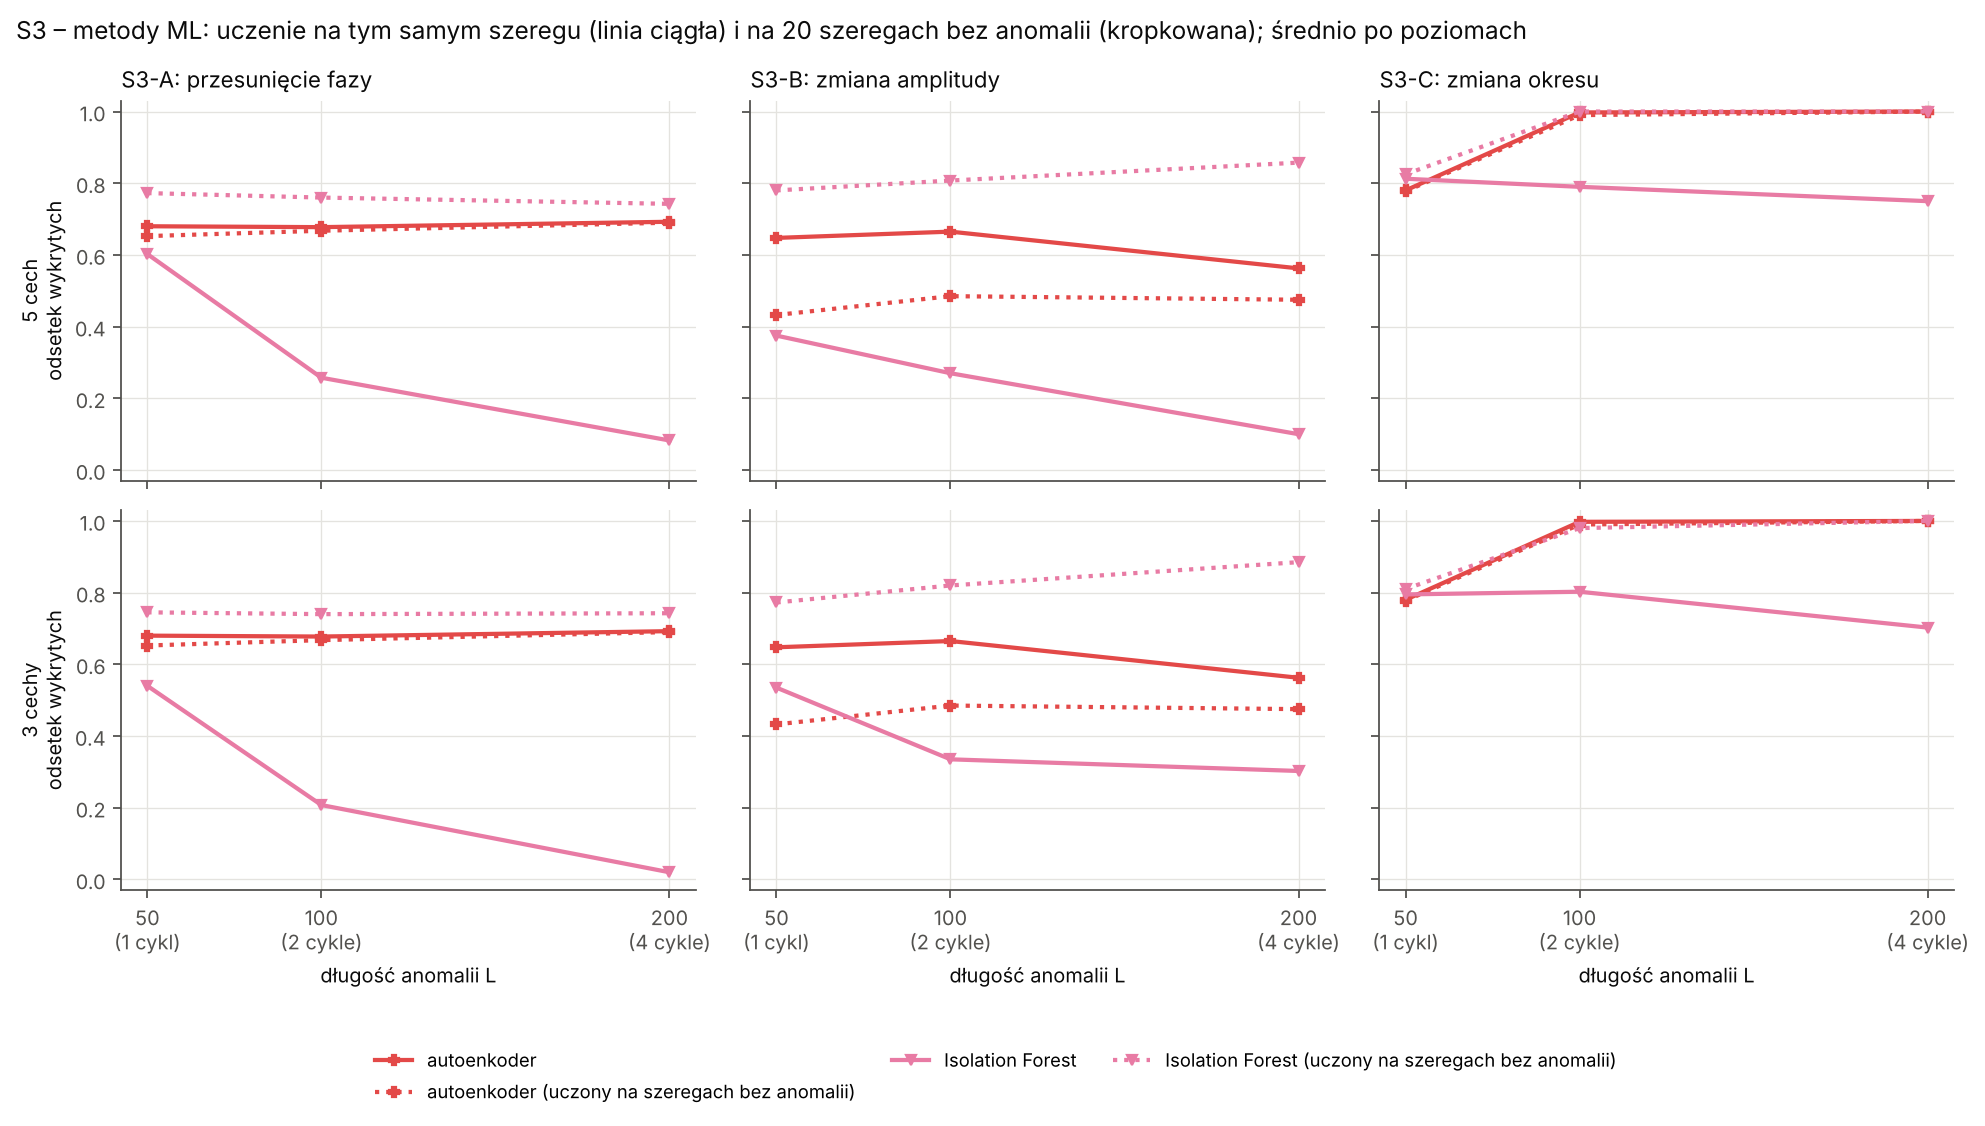 S3 – metody ML: uczenie na tym samym szeregu (linia ciągła) i na 20 szeregach bez anomalii (kropkowana); średnio po poziomach
S3-A: przesunięcie fazy
S3-B: zmiana amplitudy
S3-C: zmiana okresu
5 cech
odsetek wykrytych
1.0
0.8
0.6
0.4
0.2
0.0
3 cechy
odsetek wykrytych
1.0
0.8
0.6
0.4
0.2
0.0
50
(1 cykl)
100
(2 cykle)
200
(4 cykle)
długość anomalii L
50
(1 cykl)
100
(2 cykle)
200
(4 cykle)
długość anomalii L
50
(1 cykl)
100
(2 cykle)
200
(4 cykle)
długość anomalii L
autoenkoder
autoenkoder (uczony na szeregach bez anomalii)
Isolation Forest
Isolation Forest (uczony na szeregach bez anomalii)